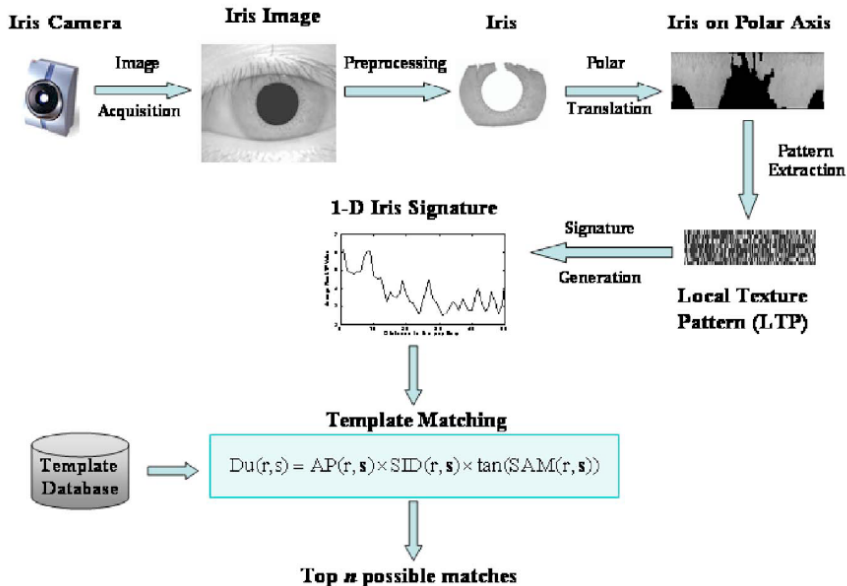 Iris Camera
Iris Image
Iris
Iris on Polar Axis
Image
Acquisition
Preprocessing
Polar
Translation
Pattern
Extraction
1-D Iris Signature
Signature
Generation
Local Texture
Pattern (LTP)
Template Matching
Template
Database
Du(r,s) = AP(r,s)×SID(r,s)×tan(SAM(r,s))
Top n possible matches